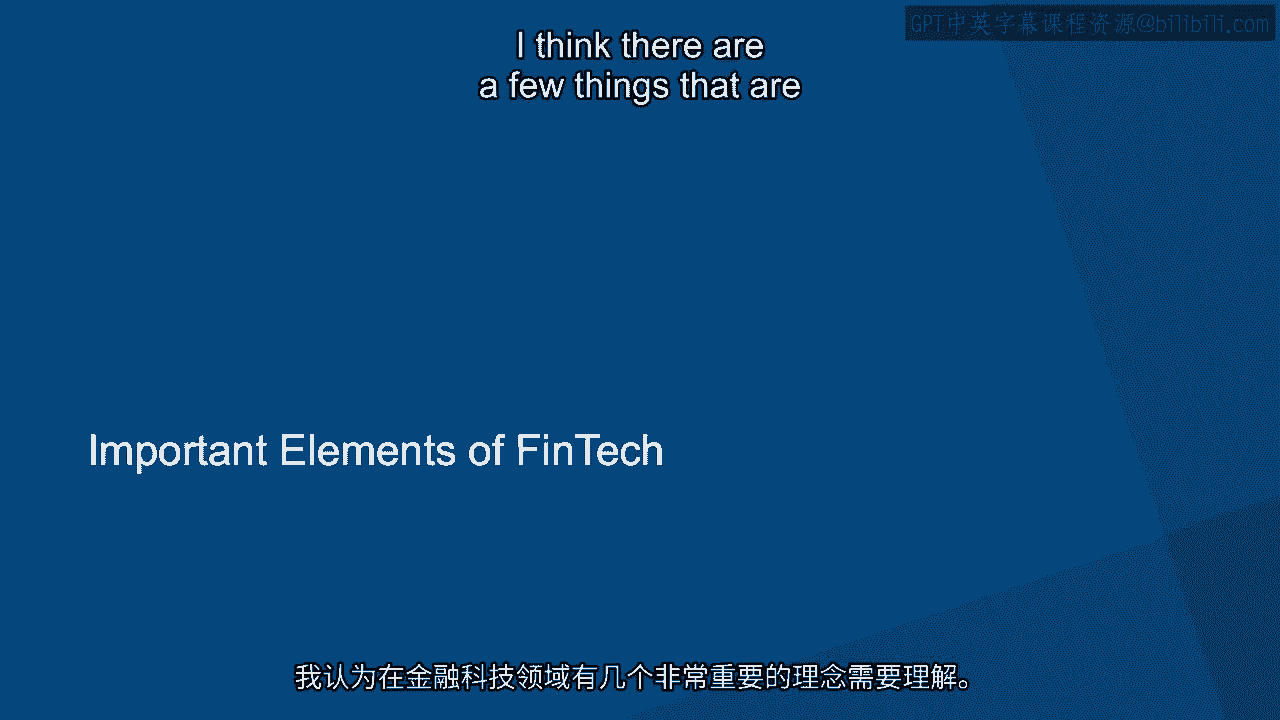 GPT中英字幕课程资源@bilibili.com
I think there are
a few things that are
Important Elements of FinTech
我认为在金融科技领域有几个非常重要的理念需要理解。